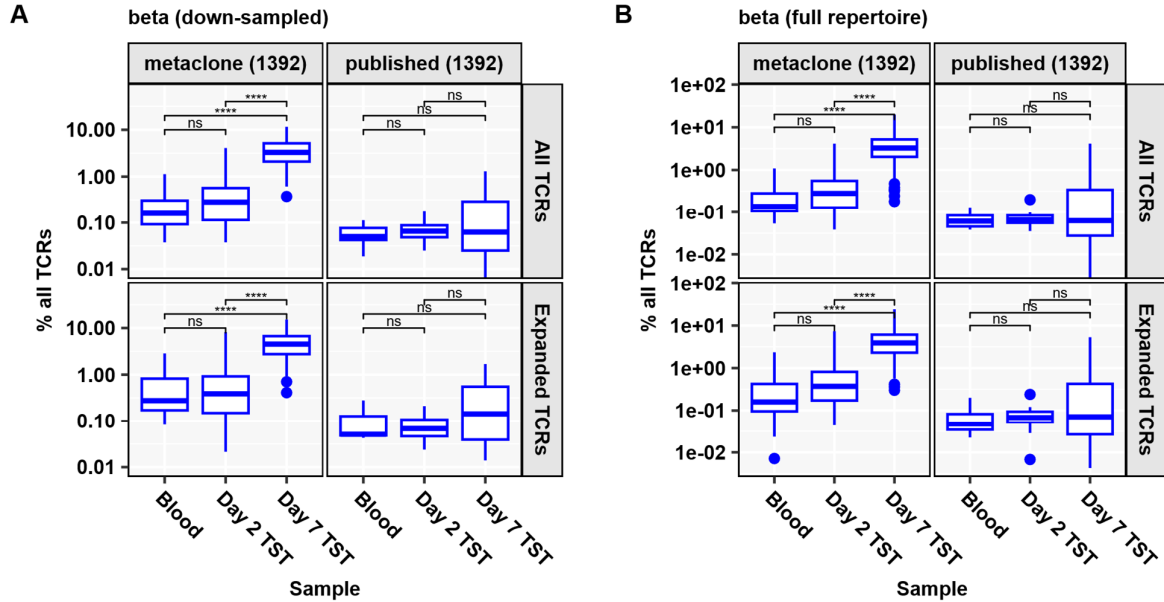 A
beta (down-sampled)
metaclone (1392)
published (1392)
% all TCRs
10.00
1.00
0.10
0.01
ns
****
****
ns
ns
ns
All TCRs
10.00
1.00
0.10
0.01
ns
****
****
ns
ns
ns
Expanded TCRs
Blood
Day 2 TST
Day 7 TST
Blood
Day 2 TST
Day 7 TST
Sample
B
beta (full repertoire)
metaclone (1392)
published (1392)
% all TCRs
1e+02
1e+01
1e+00
1e-01
1e-02
ns
****
****
ns
ns
ns
All TCRs
1e+02
1e+01
1e+00
1e-01
1e-02
ns
****
****
ns
ns
ns
Expanded TCRs
Blood
Day 2 TST
Day 7 TST
Blood
Day 2 TST
Day 7 TST
Sample